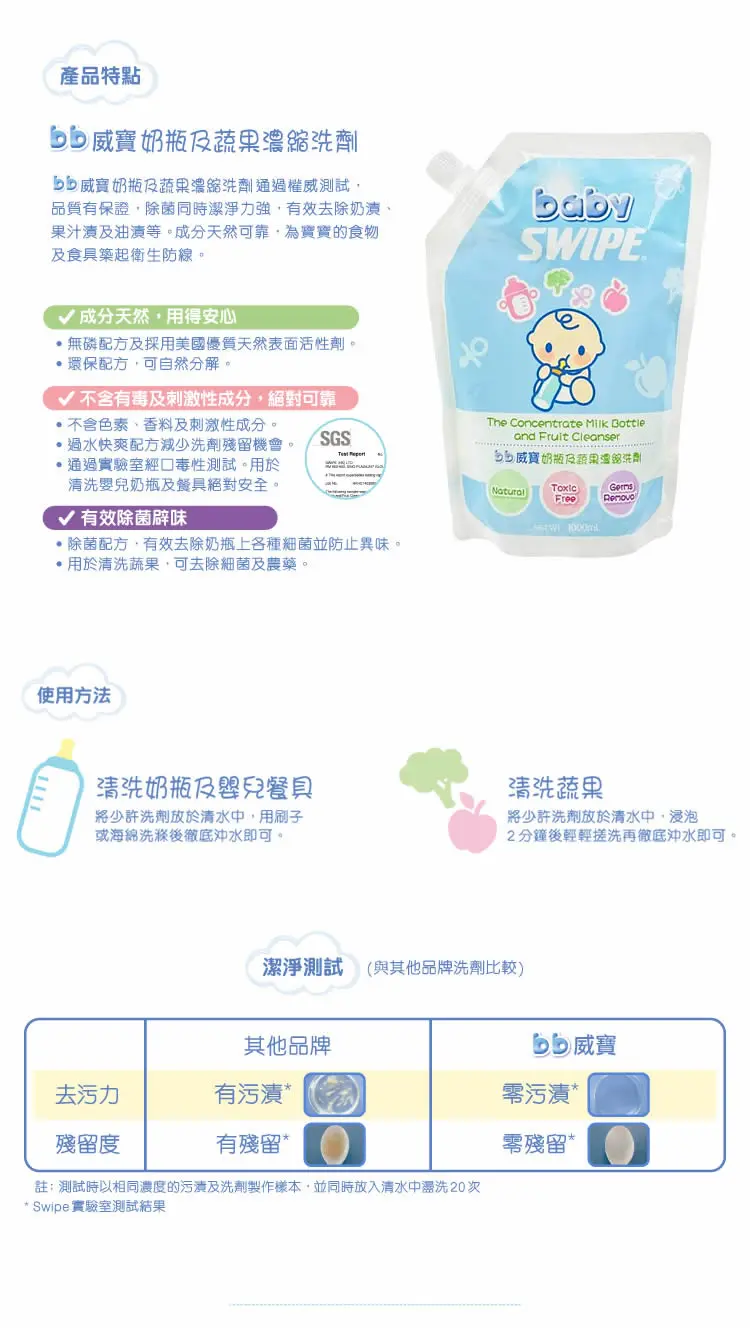 產品特點
bb威寶奶瓶及蔬果濃縮洗劑
bb威寶奶瓶及蔬果濃縮洗劑通過權威測試，
品質有保證，除菌同時潔淨力強，有效去除奶漬、
果汁漬及油漬等。成分天然可靠，為寶寶的食物
及食具築起衛生防線。
✓ 成分天然，用得安心
• 無磷配方及採用美國優質天然表面活性劑。
• 環保配方，可自然分解。
✓ 不含有毒及刺激性成分，絕對可靠
• 不含色素、香料及刺激性成分。
• 過水快爽配方減少洗劑殘留機會。
• 通過實驗室經口毒性測試。用於
清洗嬰兒奶瓶及餐具絕對安全。
SGS
Test Report
✓ 有效除菌辟味
• 除菌配方，有效去除奶瓶上各種細菌並防止異味。
• 用於清洗蔬果，可去除細菌及農藥。
baby
SWIPE
The Concentrate Milk Bottle
and Fruit Cleanser
bb威寶奶瓶及蔬果濃縮洗劑
Natural
Toxic
Free
Germs
Removal
1000mL
使用方法
清洗奶瓶及嬰兒餐具
將少許洗劑放於清水中，用刷子
或海綿洗滌後徹底沖水即可。
清洗蔬果
將少許洗劑放於清水中，浸泡
2分鐘後輕輕搓洗再徹底沖水即可。
潔淨測試 (與其他品牌洗劑比較)
其他品牌 bb威寶
去污力 有污漬* 零污漬*
殘留度 有殘留* 零殘留*
註: 測試時以相同濃度的污漬及洗劑製作樣本，並同時放入清水中盪洗20次
* Swipe實驗室測試結果